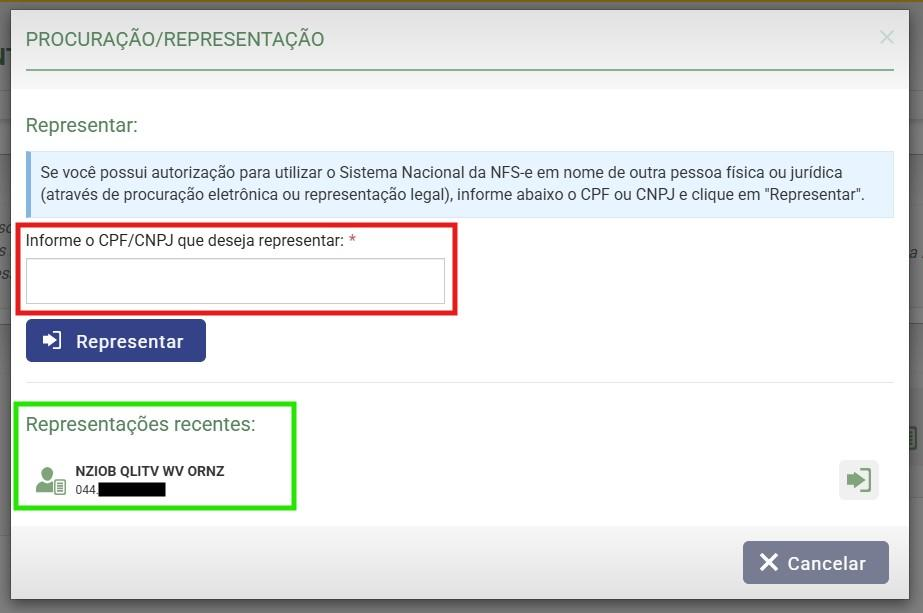 PROCURAÇÃO/REPRESENTAÇÃO
Representar:
Se você possui autorização para utilizar o Sistema Nacional da NFS-e em nome de outra pessoa física ou jurídica
(através de procuração eletrônica ou representação legal), informe abaixo o CPF ou CNPJ e clique em "Representar".
Informe o CPF/CNPJ que deseja representar: *
Representar
Representações recentes:
NZIOB QLITV WV ORNZ
044.
Cancelar